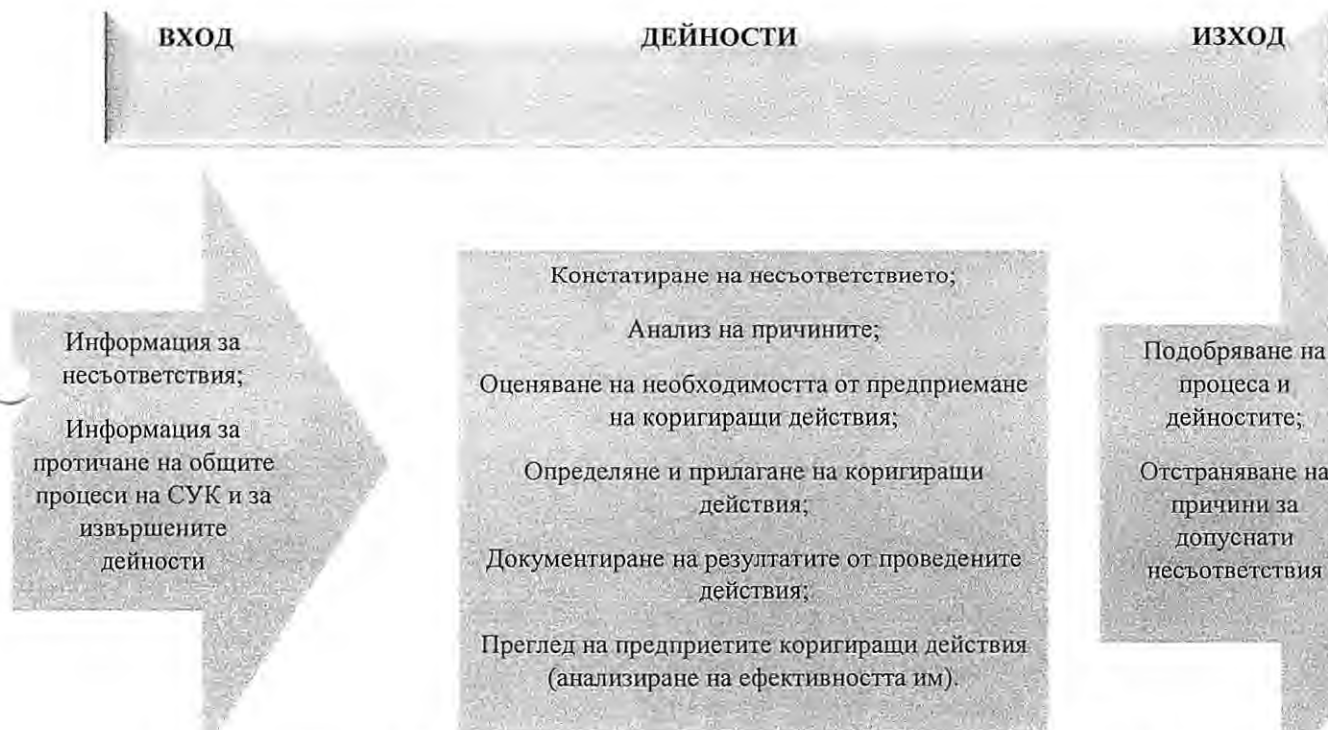 ВХОД
ДЕЙНОСТИ
ИЗХОД
Информация за
несъответствия;
Информация за
протичане на общите
процеси на СУК и за
извършените
дейности
Констатиране на несъответствието;
Анализ на причините;
Оценяване на необходимостта от предприемане
на коригиращи действия;
Определяне и прилагане на коригиращи
действия;
Документиране на резултатите от проведените
действия;
Преглед на предприетите коригиращи действия
(анализиране на ефективността им).
Подобряване на
процеса и
дейностите;
Отстраняване на
причини за
допуснати
несъответствия